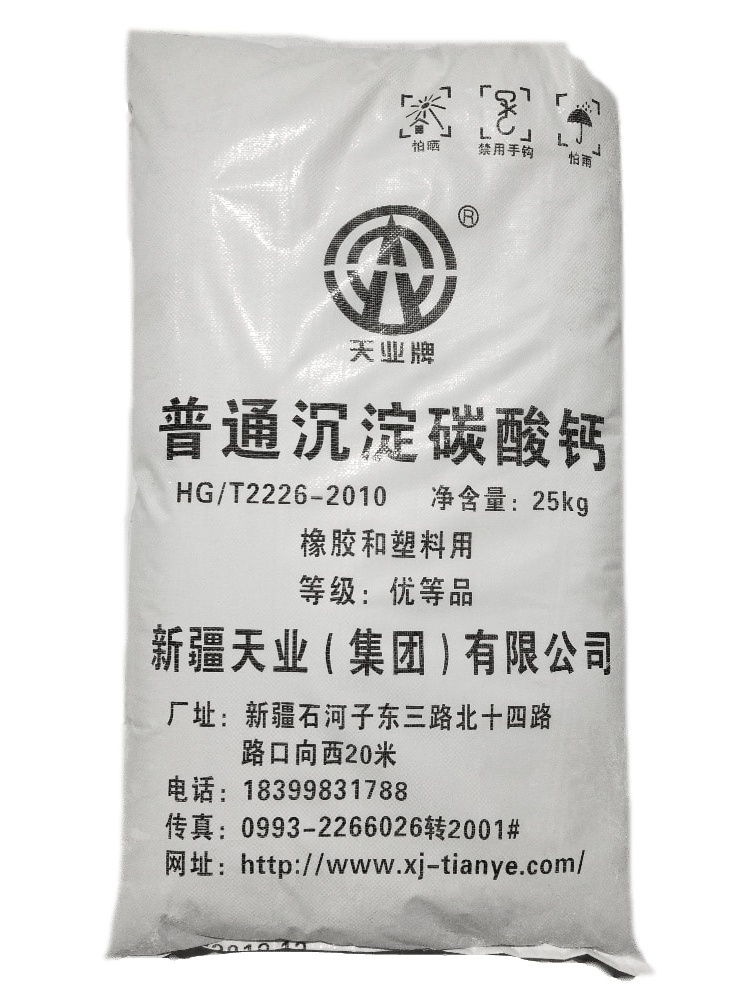 怕晒 禁用手钩 怕雨
®
天业牌
普通沉淀碳酸钙
HG/T2226-2010 净含量：25kg
橡胶和塑料用
等级：优等品
新疆天业(集团)有限公司
厂址：新疆石河子东三路北十四路
路口向西20米
电话：18399831788
传真：0993-2266026转2001#
网址：http://www.xj-tianye.com/